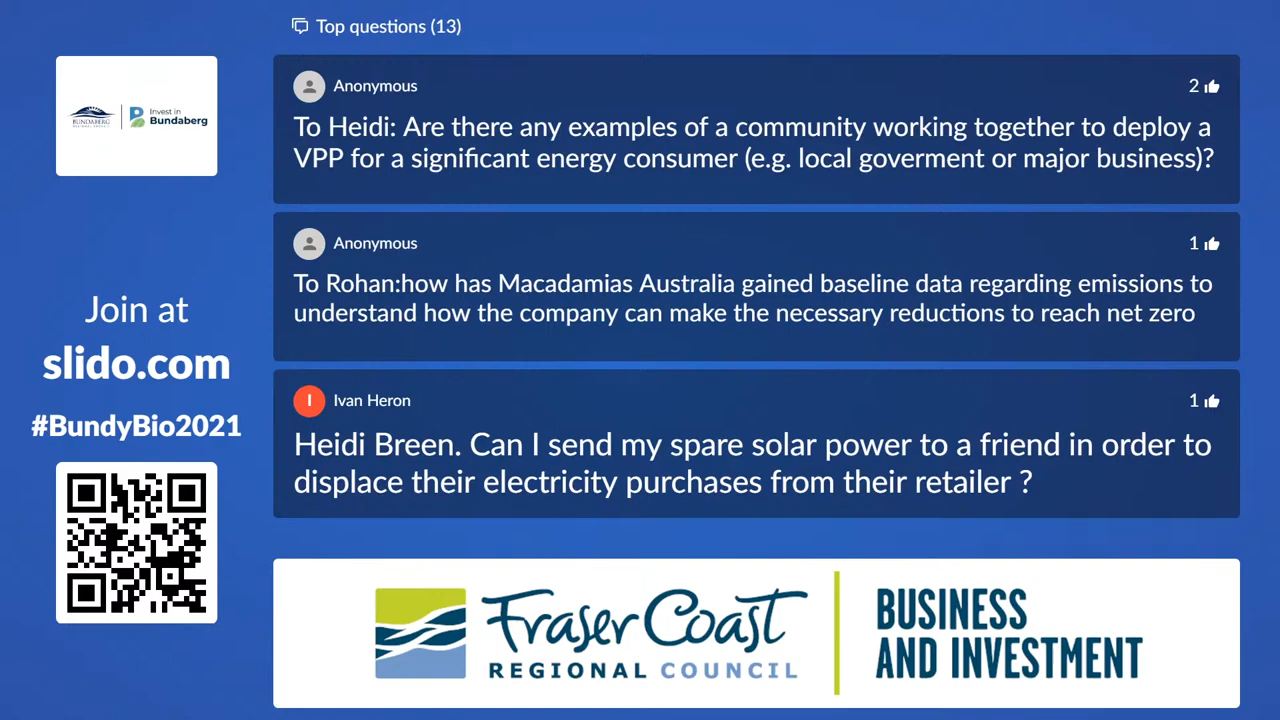 Top questions (13)
BUNDABERG
Invest in
Bundaberg
Join at
slido.com
#BundyBio2021
Anonymous
2
To Heidi: Are there any examples of a community working together to deploy a
VPP for a significant energy consumer (e.g. local goverment or major business)?
Anonymous
1
To Rohan:how has Macadamias Australia gained baseline data regarding emissions to
understand how the company can make the necessary reductions to reach net zero
I
Ivan Heron
1
Heidi Breen. Can I send my spare solar power to a friend in order to
displace their electricity purchases from their retailer ?
Fraser Coast
REGIONAL COUNCIL
BUSINESS
AND INVESTMENT